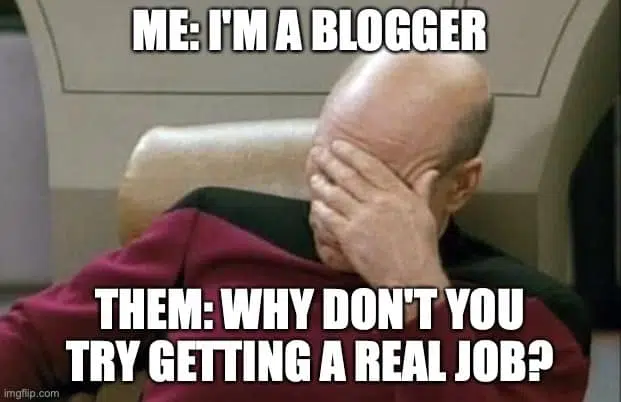 ME: I'M A BLOGGER
THEM: WHY DON'T YOU
TRY GETTING A REAL JOB?
imgflip.com